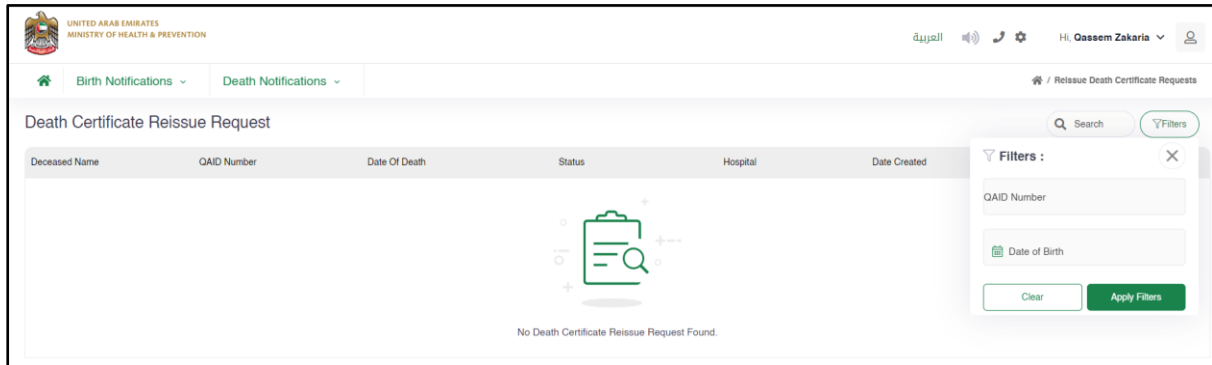 UNITED ARAB EMIRATES
MINISTRY OF HEALTH & PREVENTION
العربية
Hi, Qassem Zakaria
Birth Notifications
Death Notifications
/ Reissue Death Certificate Requests
Death Certificate Reissue Request
Search
Filters
Deceased Name QAID Number Date Of Death Status Hospital Date Created
Filters :
QAID Number
Date of Birth
Clear Apply Filters
No Death Certificate Reissue Request Found.